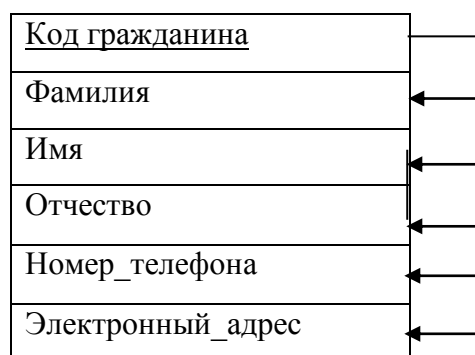 Код гражданина
Фамилия
Имя
Отчество
Номер_телефона
Электронный_адрес